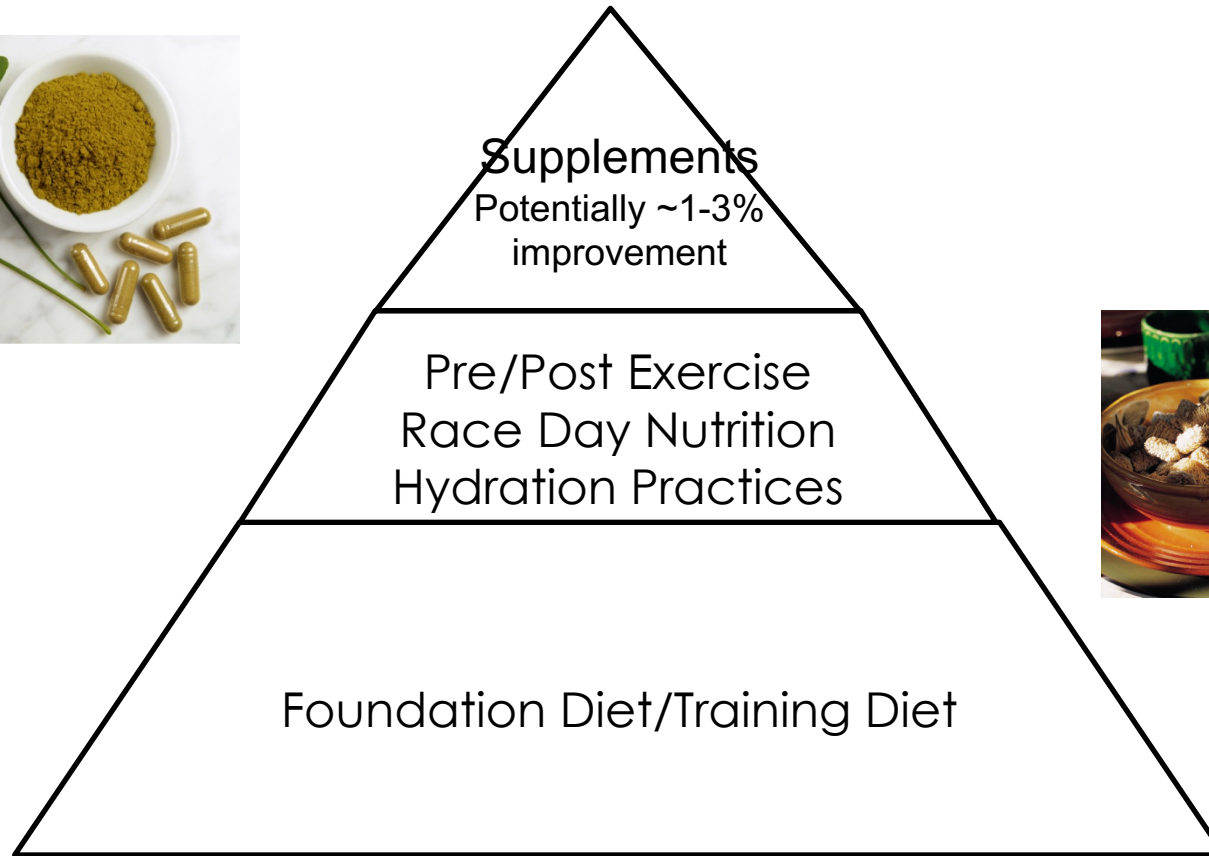 Supplements
Potentially ~1-3%
improvement
Pre/Post Exercise
Race Day Nutrition
Hydration Practices
Foundation Diet/Training Diet